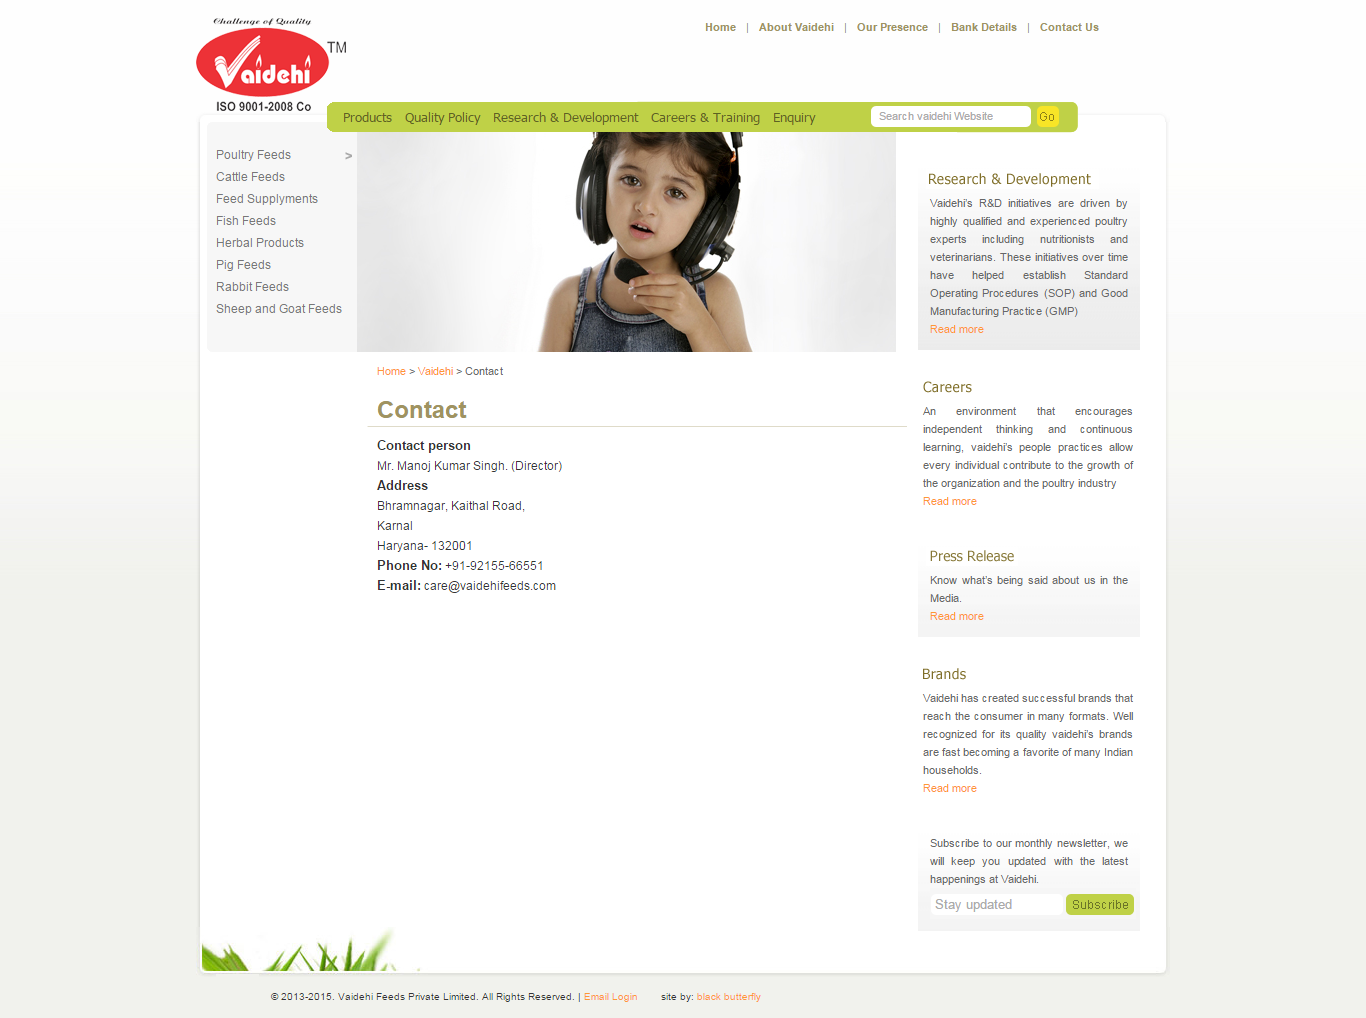 Challenge of Quality
Vaidehi
TM
ISO 9001-2008 Co
Home | About Vaidehi | Our Presence | Bank Details | Contact Us
Products Quality Policy Research & Development Careers & Training Enquiry
Search vaidehi Website
Go
Poultry Feeds >
Cattle Feeds
Feed Supplyments
Fish Feeds
Herbal Products
Pig Feeds
Rabbit Feeds
Sheep and Goat Feeds
Home > Vaidehi > Contact
Contact
Contact person
Mr. Manoj Kumar Singh. (Director)
Address
Bhramnagar, Kaithal Road,
Karnal
Haryana- 132001
Phone No: +91-92155-66551
E-mail: care@vaidehifeeds.com
Research & Development
Vaidehi's R&D initiatives are driven by
highly qualified and experienced poultry
experts including nutritionists and
veterinarians. These initiatives over time
have helped establish Standard
Operating Procedures (SOP) and Good
Manufacturing Practice (GMP)
Read more
Careers
An environment that encourages
independent thinking and continuous
learning, vaidehi's people practices allow
every individual contribute to the growth of
the organization and the poultry industry
Read more
Press Release
Know what's being said about us in the
Media.
Read more
Brands
Vaidehi has created successful brands that
reach the consumer in many formats. Well
recognized for its quality vaidehi's brands
are fast becoming a favorite of many Indian
households.
Read more
Subscribe to our monthly newsletter, we
will keep you updated with the latest
happenings at Vaidehi.
Stay updated
Subscribe
© 2013-2015. Vaidehi Feeds Private Limited. All Rights Reserved. | Email Login site by: black butterfly